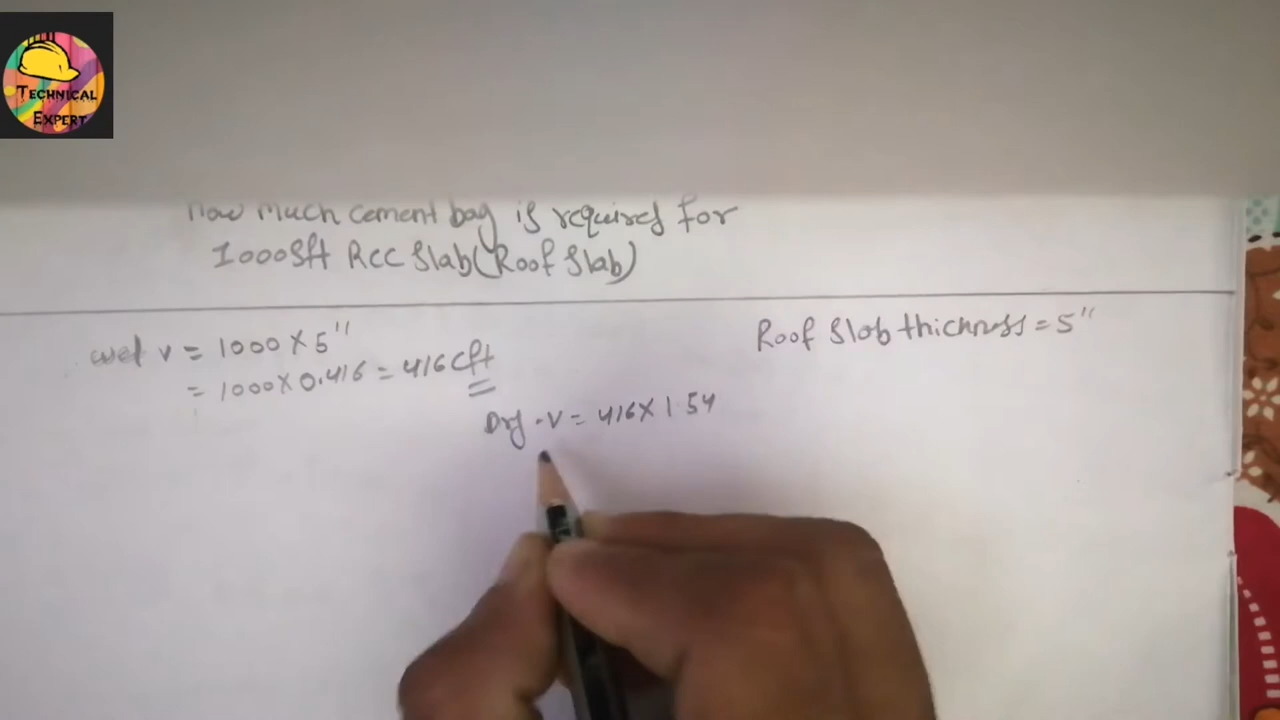 TECHNICAL
EXPERT
How much cement bag is required for
1000Sft RCC Slab(Roof Slab)
wet v = 1000 X 5"
= 1000 X 0.416 = 416 Cft
Roof Slab thickness = 5"
Dry - V = 416 X 1.54